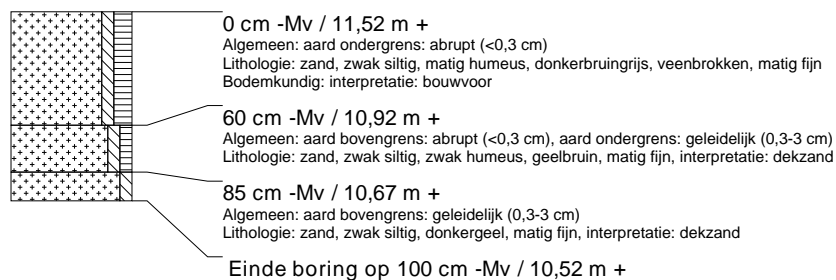 0 cm -Mv / 11,52 m +
Algemeen: aard ondergrens: abrupt (<0,3 cm)
Lithologie: zand, zwak siltig, matig humeus, donkerbruingrijs, veenbrokken, matig fijn
Bodemkundig: interpretatie: bouwvoor
60 cm -Mv / 10,92 m +
Algemeen: aard bovengrens: abrupt (<0,3 cm), aard ondergrens: geleidelijk (0,3-3 cm)
Lithologie: zand, zwak siltig, zwak humeus, geelbruin, matig fijn, interpretatie: dekzand
85 cm -Mv / 10,67 m +
Algemeen: aard bovengrens: geleidelijk (0,3-3 cm)
Lithologie: zand, zwak siltig, donkergeel, matig fijn, interpretatie: dekzand
Einde boring op 100 cm -Mv / 10,52 m +